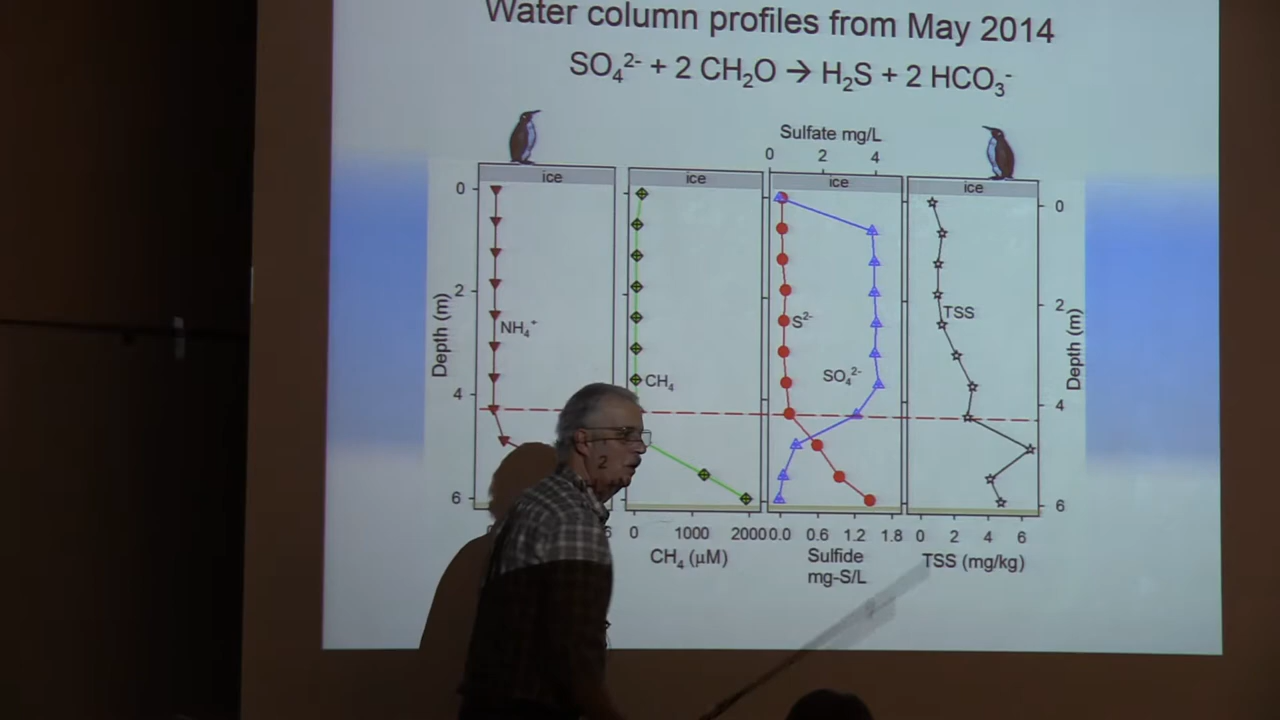 Water column profiles from May 2014
SO₄²⁻ + 2 CH₂O → H₂S + 2 HCO₃⁻
Sulfate mg/L
0 2 4
ice ice ice ice
0
2
4
6
Depth (m)
NH₄⁺
CH₄
S²⁻
SO₄²⁻
TSS
0
2
4
6
Depth (m)
2
0 1000 2000
CH₄ (µM)
0.0 0.6 1.2 1.8
Sulfide
mg-S/L
0 2 4 6
TSS (mg/kg)